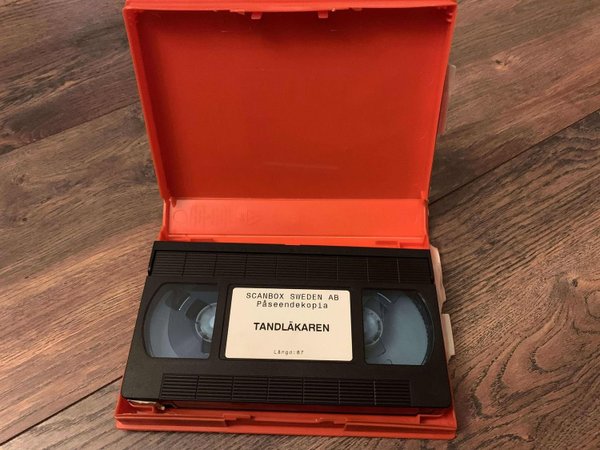 SCANBOX SWEDEN AB
Påseendekopia
TANDLÄKAREN
Längd:87